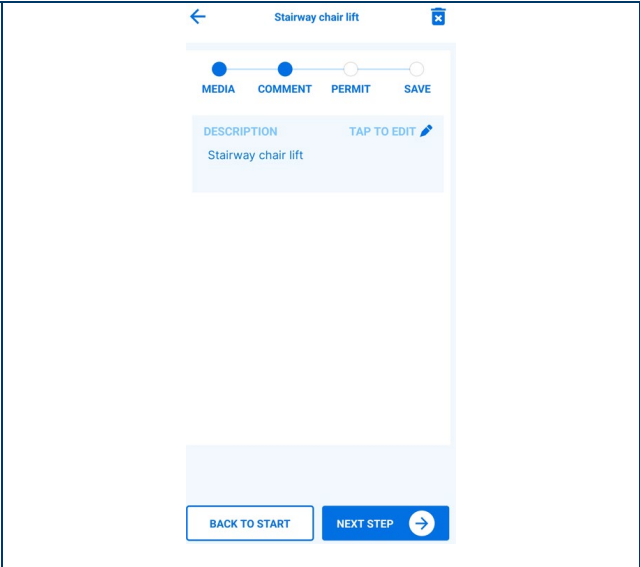 Stairway chair lift
MEDIA COMMENT PERMIT SAVE
DESCRIPTION TAP TO EDIT
Stairway chair lift
BACK TO START NEXT STEP